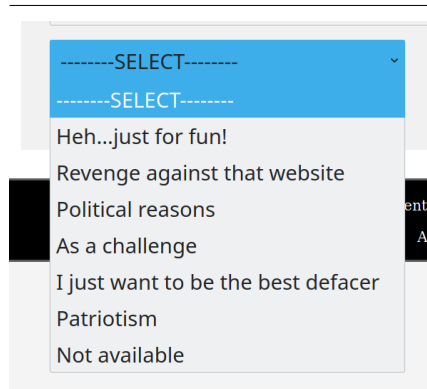 --------SELECT--------
--------SELECT--------
Heh...just for fun!
Revenge against that website
Political reasons
ent
As a challenge
A
I just want to be the best defacer
Patriotism
Not available